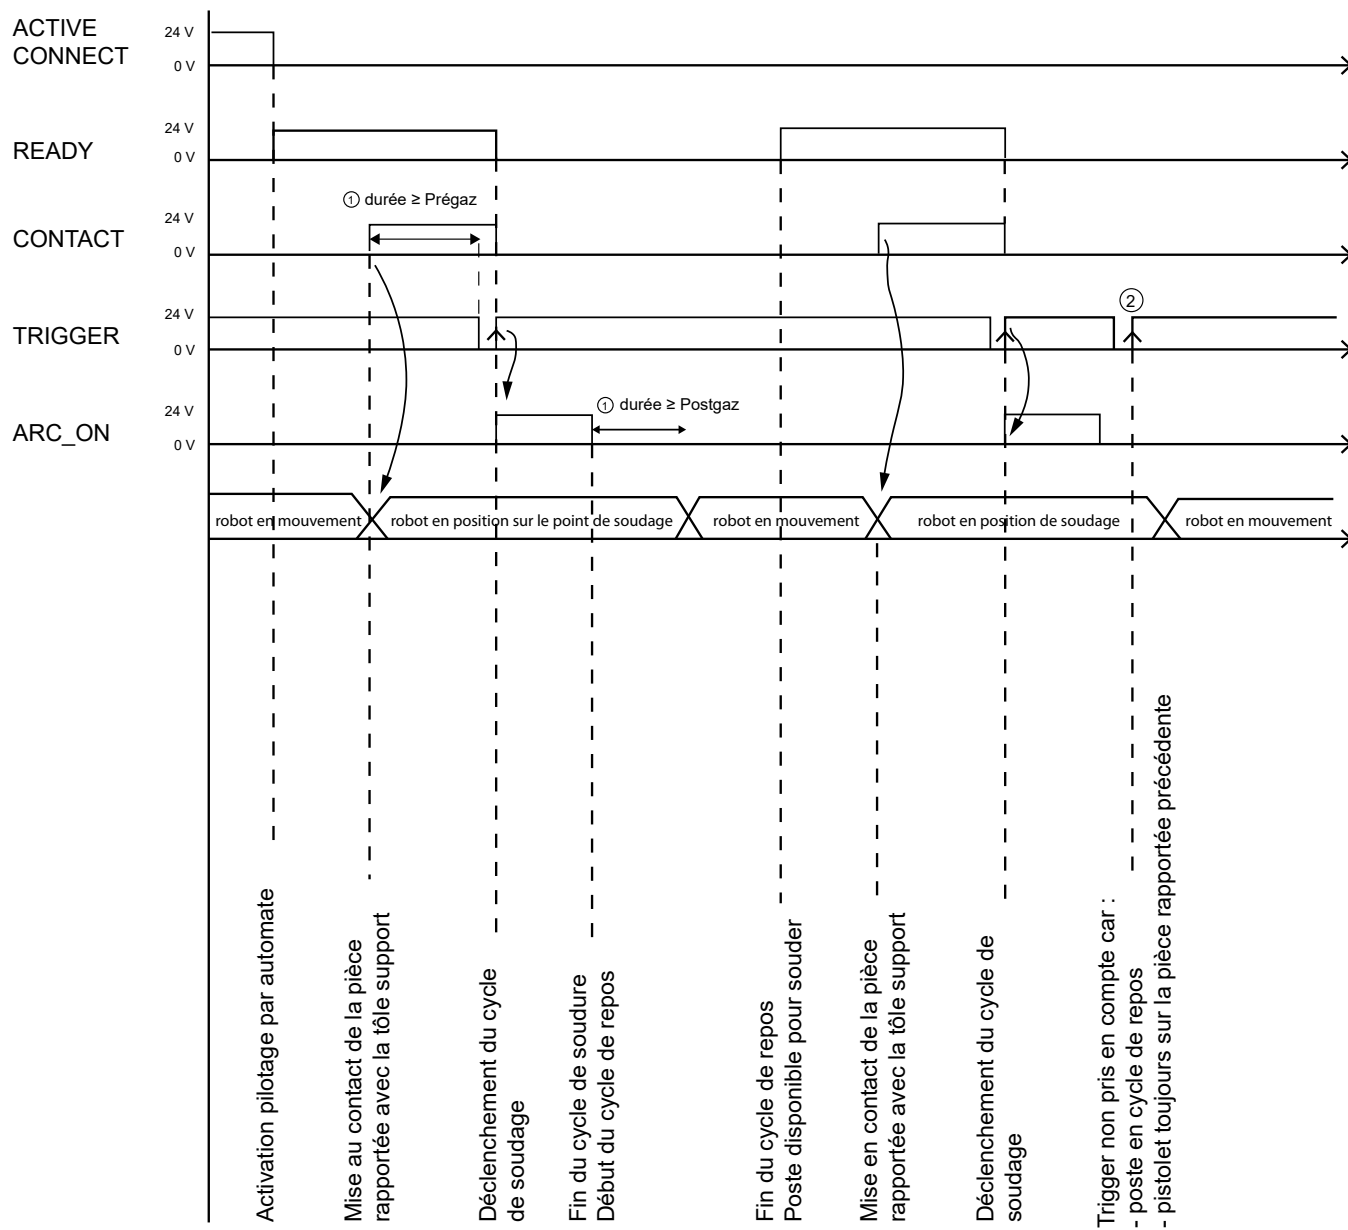 ACTIVE
CONNECT
24 V
0 V
READY
24 V
0 V
① durée ≥ Prégaz
CONTACT
24 V
0 V
TRIGGER
24 V
0 V
②
ARC_ON
24 V
0 V
① durée ≥ Postgaz
robot en mouvement
robot en position sur le point de soudage
robot en mouvement
robot en position de soudage
robot en mouvement
Activation pilotage par automate
Mise au contact de la pièce
rapportée avec la tôle support
Déclenchement du cycle
de soudage
Fin du cycle de soudure
Début du cycle de repos
Fin du cycle de repos
Poste disponible pour souder
Mise en contact de la pièce
rapportée avec la tôle support
Déclenchement du cycle de
soudage
Trigger non pris en compte car :
- poste en cycle de repos
- pistolet toujours sur la pièce rapportée précédente